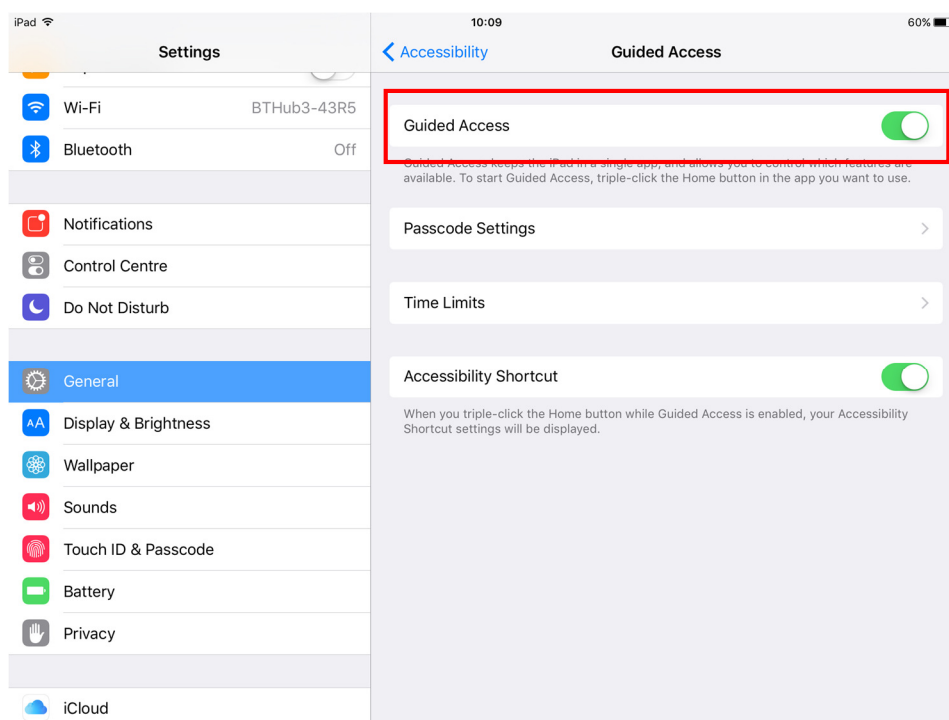 iPad 10:09 60%
Settings
Accessibility Guided Access
Wi-Fi BTHub3-43R5
Bluetooth Off
Notifications
Control Centre
Do Not Disturb
General
AA Display & Brightness
Wallpaper
Sounds
Touch ID & Passcode
Battery
Privacy
iCloud
Guided Access
Guided Access keeps the iPad in a single app, and allows you to control which features are
available. To start Guided Access, triple-click the Home button in the app you want to use.
Passcode Settings
Time Limits
Accessibility Shortcut
When you triple-click the Home button while Guided Access is enabled, your Accessibility
Shortcut settings will be displayed.